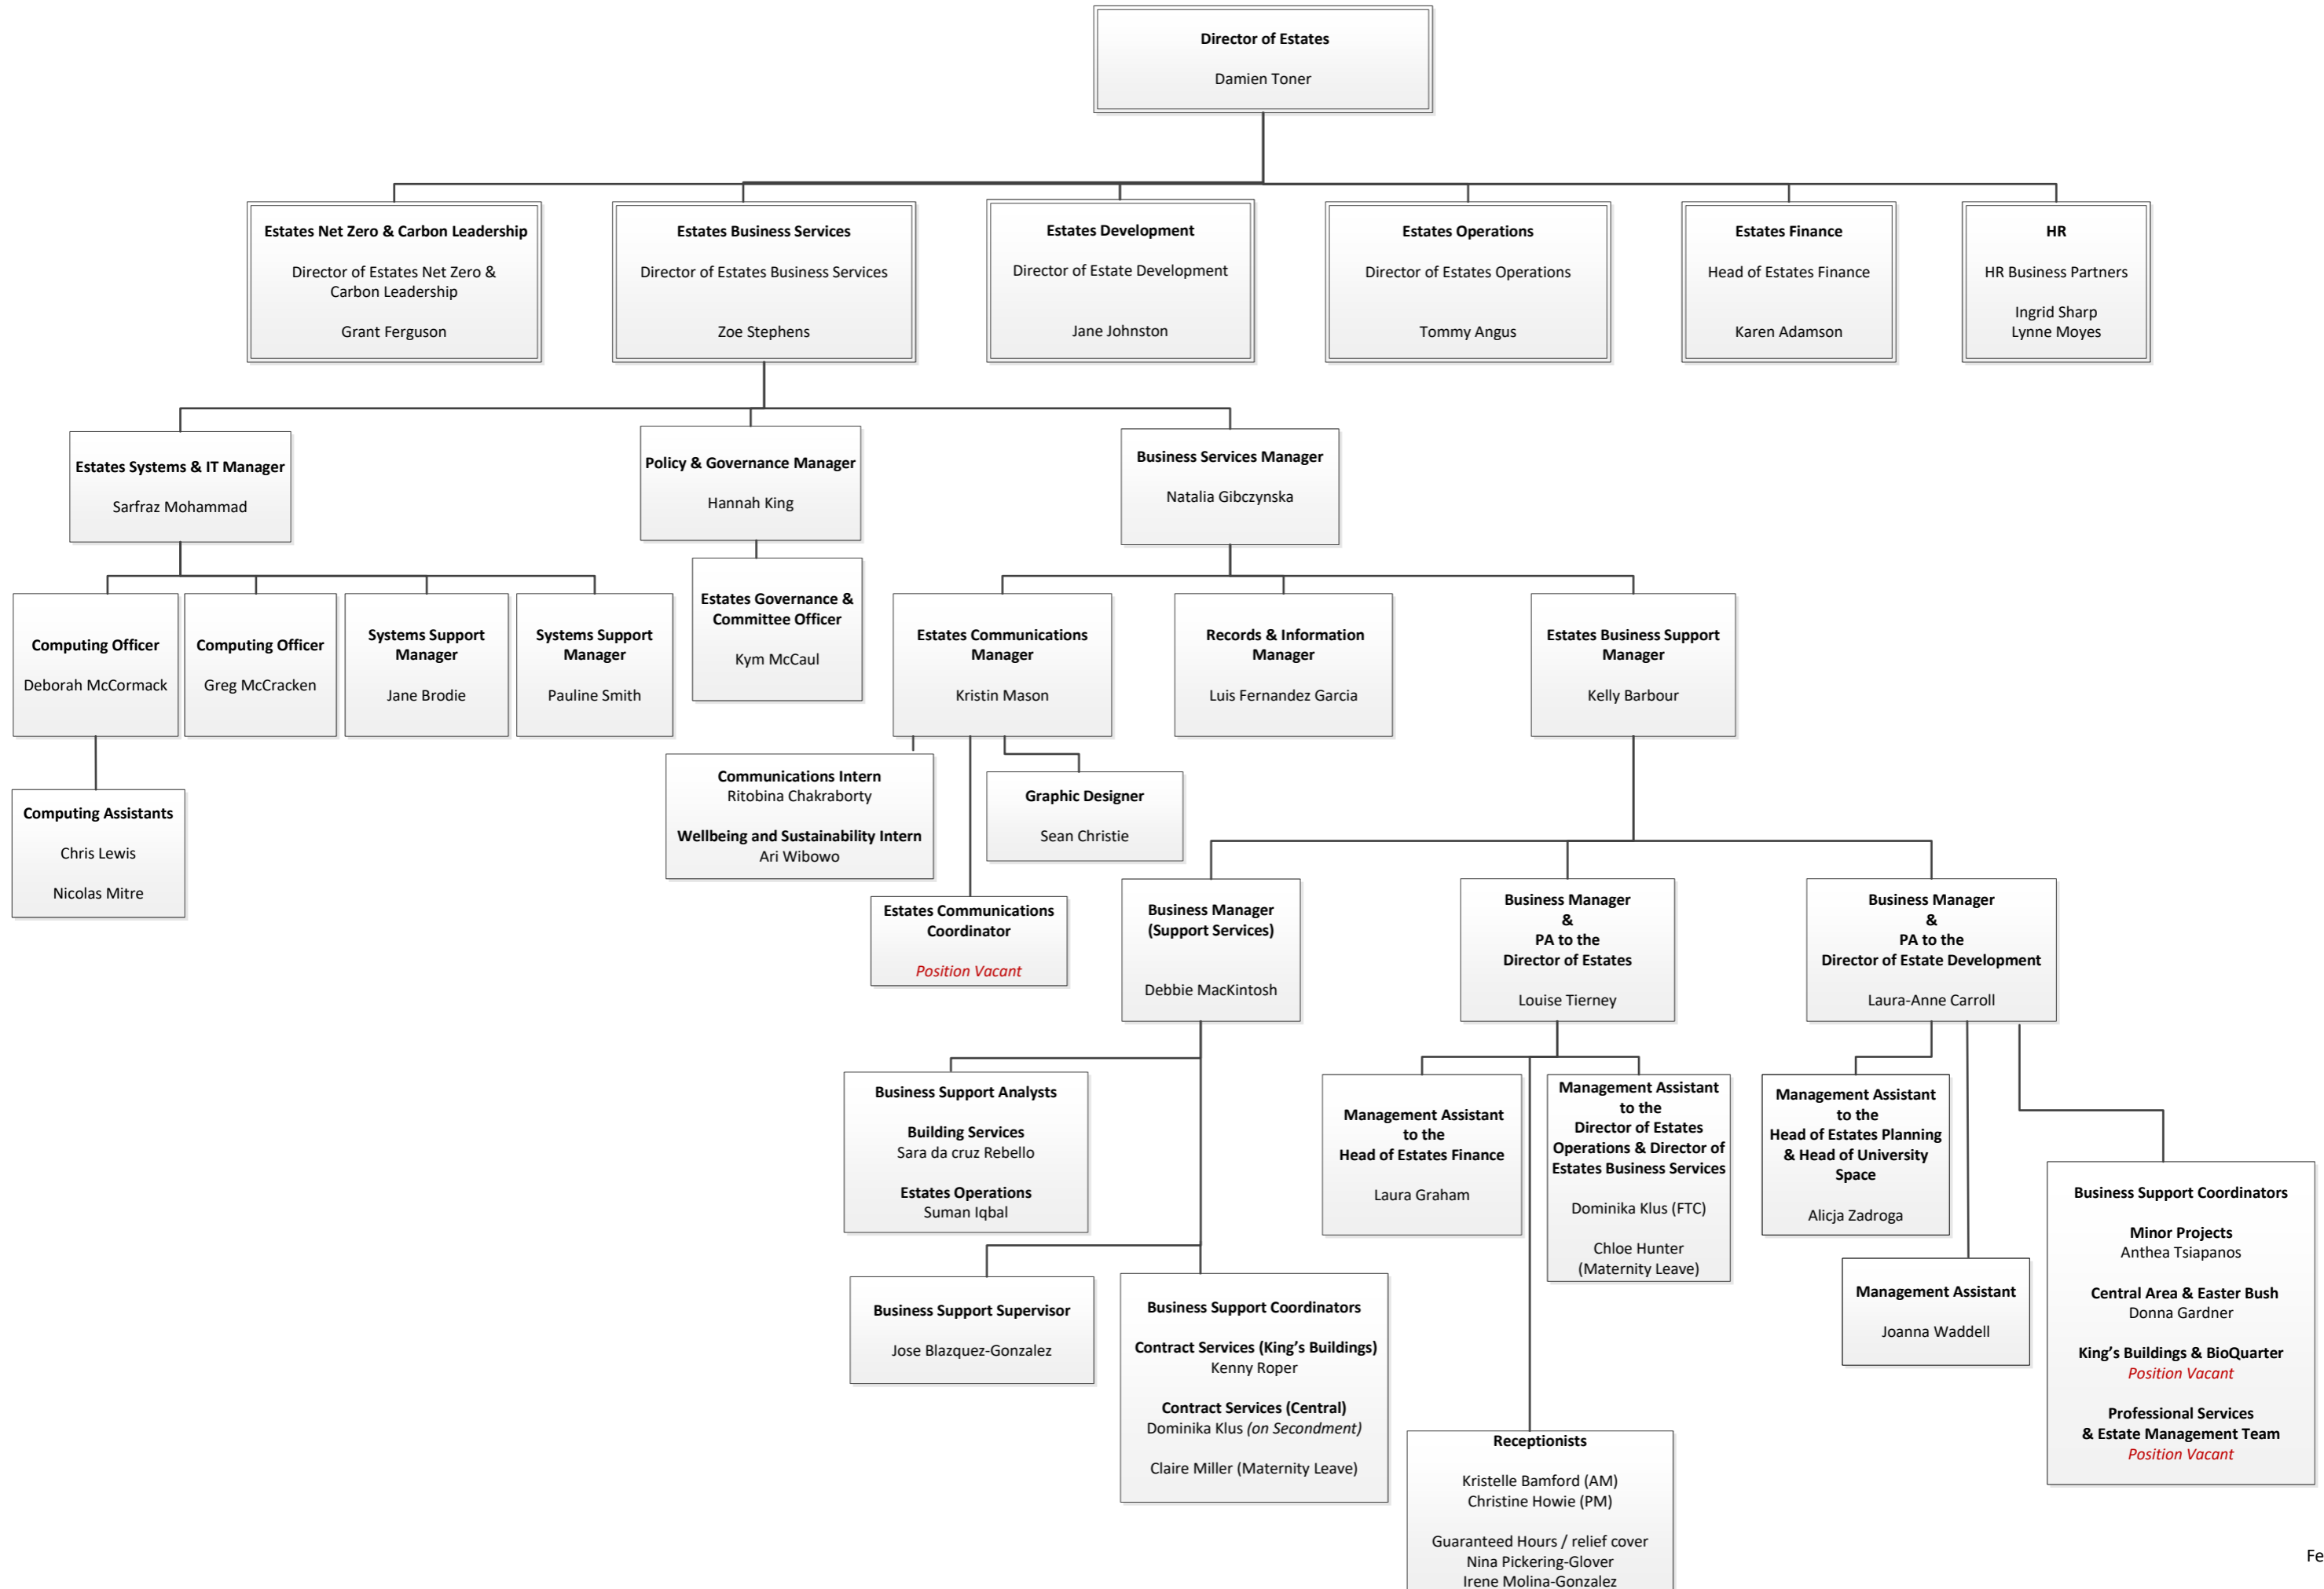 Director of Estates
Damien Toner
Estates Net Zero & Carbon Leadership
Director of Estates Net Zero &
Carbon Leadership
Grant Ferguson
Estates Business Services
Director of Estates Business Services
Zoe Stephens
Estates Development
Director of Estate Development
Jane Johnston
Estates Operations
Director of Estates Operations
Tommy Angus
Estates Finance
Head of Estates Finance
Karen Adamson
HR
HR Business Partners
Ingrid Sharp
Lynne Moyes
Estates Systems & IT Manager
Sarfraz Mohammad
Policy & Governance Manager
Hannah King
Business Services Manager
Natalia Gibczynska
Computing Officer
Deborah McCormack
Computing Officer
Greg McCracken
Systems Support
Manager
Jane Brodie
Systems Support
Manager
Pauline Smith
Estates Governance &
Committee Officer
Kym McCaul
Estates Communications
Manager
Kristin Mason
Records & Information
Manager
Luis Fernandez Garcia
Estates Business Support
Manager
Kelly Barbour
Computing Assistants
Chris Lewis
Nicolas Mitre
Communications Intern
Ritobina Chakraborty
Wellbeing and Sustainability Intern
Ari Wibowo
Graphic Designer
Sean Christie
Estates Communications
Coordinator
Position Vacant
Business Manager
(Support Services)
Debbie MacKintosh
Business Manager
&
PA to the
Director of Estates
Louise Tierney
Business Manager
&
PA to the
Director of Estate Development
Laura-Anne Carroll
Business Support Analysts
Building Services
Sara da cruz Rebello
Estates Operations
Suman Iqbal
Business Support Supervisor
Jose Blazquez-Gonzalez
Business Support Coordinators
Contract Services (King's Buildings)
Kenny Roper
Contract Services (Central)
Dominika Klus (on Secondment)
Claire Miller (Maternity Leave)
Management Assistant
to the
Head of Estates Finance
Laura Graham
Management Assistant
to the
Director of Estates
Operations & Director of
Estates Business Services
Dominika Klus (FTC)
Chloe Hunter
(Maternity Leave)
Receptionists
Kristelle Bamford (AM)
Christine Howie (PM)
Guaranteed Hours / relief cover
Nina Pickering-Glover
Irene Molina-Gonzalez
Management Assistant
to the
Head of Estates Planning
& Head of University
Space
Alicja Zadroga
Management Assistant
Joanna Waddell
Business Support Coordinators
Minor Projects
Anthea Tsiapanos
Central Area & Easter Bush
Donna Gardner
King's Buildings & BioQuarter
Position Vacant
Professional Services
& Estate Management Team
Position Vacant
Fe